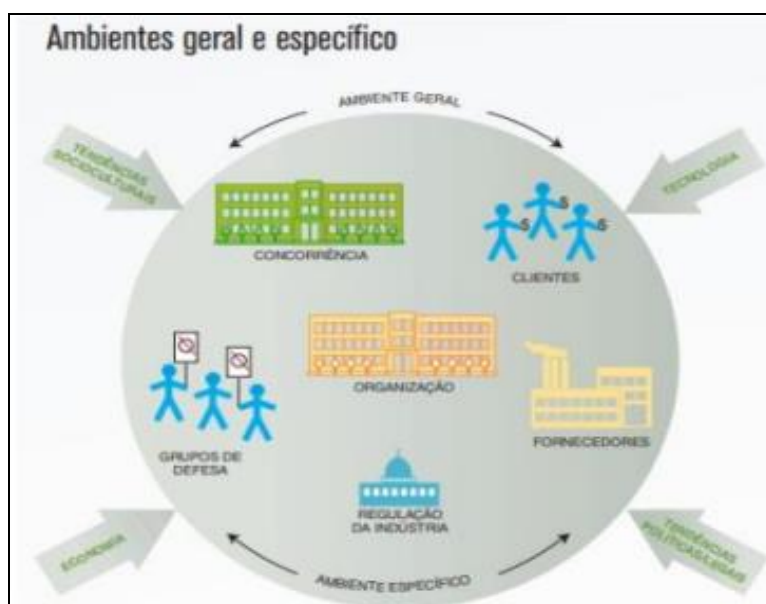 Ambientes geral e específico
AMBIENTE GERAL
TENDÊNCIAS
SOCIOCULTURAIS
TECNOLOGIA
CONCORRÊNCIA
CLIENTES
ORGANIZAÇÃO
GRUPOS DE
DEFESA
FORNECEDORES
REGULAÇÃO
DA INDÚSTRIA
ECONOMIA
TENDÊNCIAS
POLÍTICAS/LEGAIS
AMBIENTE ESPECÍFICO